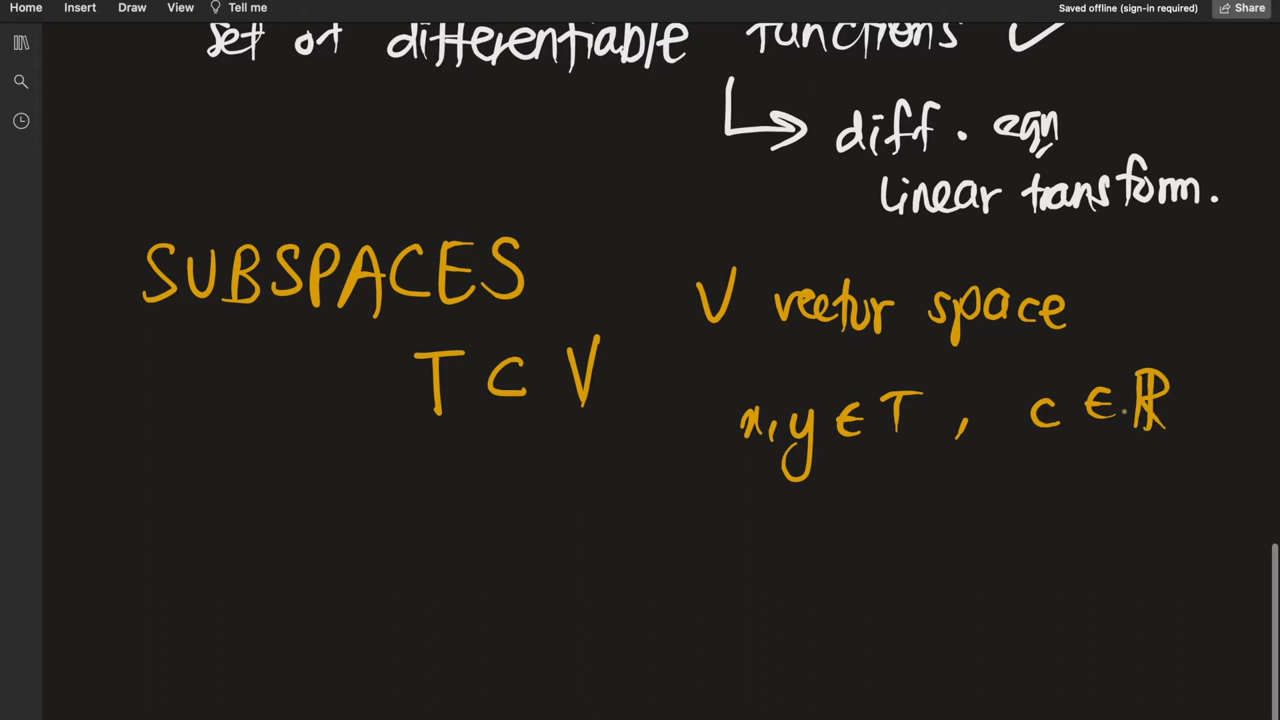 Home Insert Draw View Tell me Saved offline (sign-in required) Share
set of differentiable functions ✓
↳ diff. eqn
linear transform.
SUBSPACES
V vector space
T ⊂ V
x, y ∈ T , c ∈ ℝ